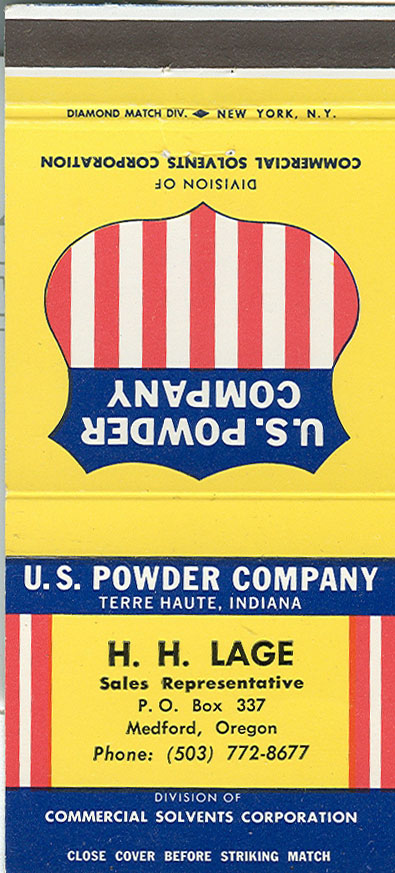 DIAMOND MATCH DIV. ◆ NEW YORK, N.Y.
U.S. POWDER
COMPANY
DIVISION OF
COMMERCIAL SOLVENTS CORPORATION
U.S. POWDER COMPANY
TERRE HAUTE, INDIANA
H. H. LAGE
Sales Representative
P. O. Box 337
Medford, Oregon
Phone: (503) 772-8677
DIVISION OF
COMMERCIAL SOLVENTS CORPORATION
CLOSE COVER BEFORE STRIKING MATCH